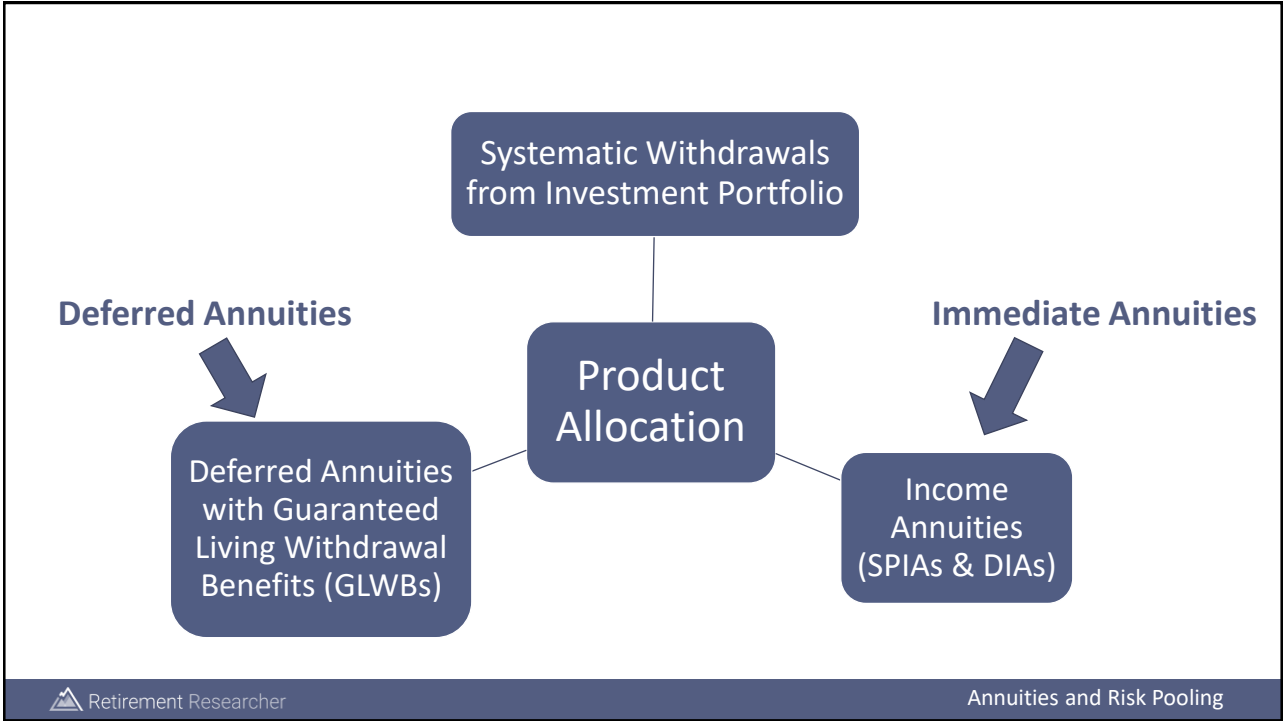 Systematic Withdrawals
from Investment Portfolio
Deferred Annuities
Immediate Annuities
Product
Allocation
Deferred Annuities
with Guaranteed
Living Withdrawal
Benefits (GLWBs)
Income
Annuities
(SPIAs & DIAs)
Retirement Researcher
Annuities and Risk Pooling